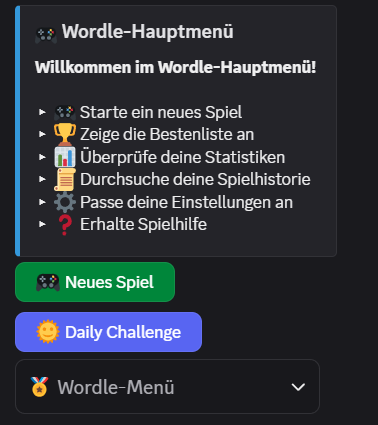 🎮 Wordle-Hauptmenü
Willkommen im Wordle-Hauptmenü!
▸ 🎮 Starte ein neues Spiel
▸ 🏆 Zeige die Bestenliste an
▸ 📊 Überprüfe deine Statistiken
▸ 📜 Durchsuche deine Spielhistorie
▸ ⚙️ Passe deine Einstellungen an
▸ ❓ Erhalte Spielhilfe
🎮 Neues Spiel
🌞 Daily Challenge
🏅 Wordle-Menü